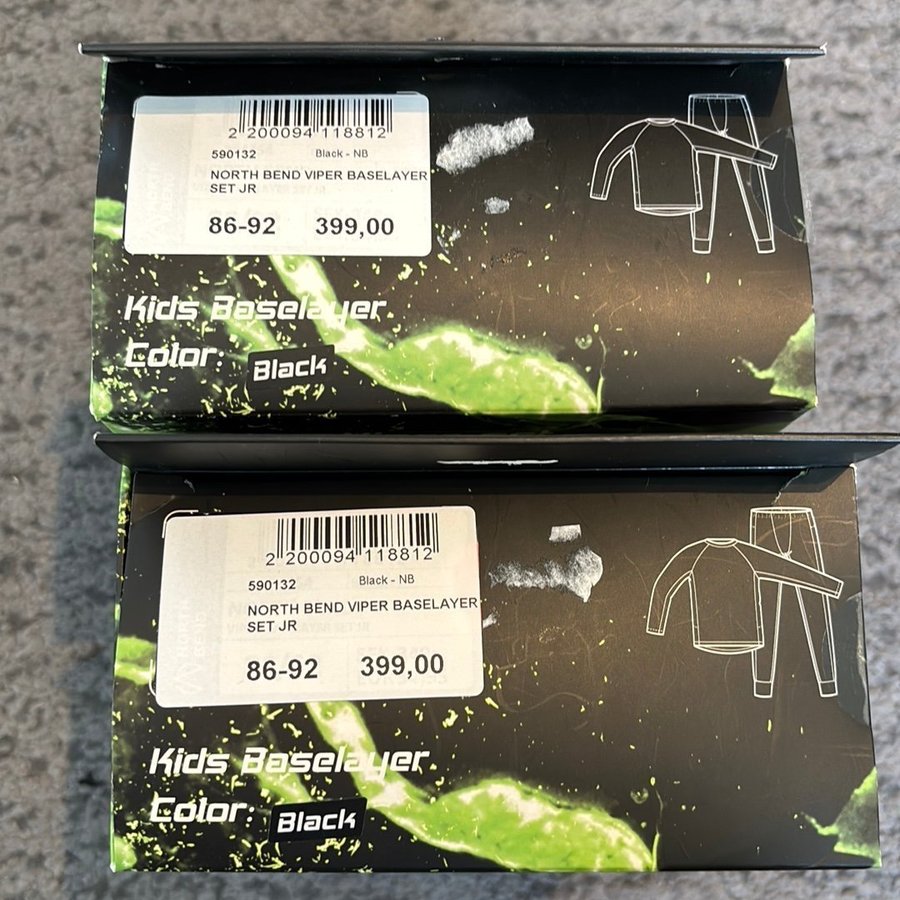 2 200094 118812
590132 Black - NB
NORTH BEND VIPER BASELAYER
SET JR
86-92 399,00
Kids Baselayer
Color: Black
2 200094 118812
590132 Black - NB
NORTH BEND VIPER BASELAYER
SET JR
86-92 399,00
Kids Baselayer
Color: Black